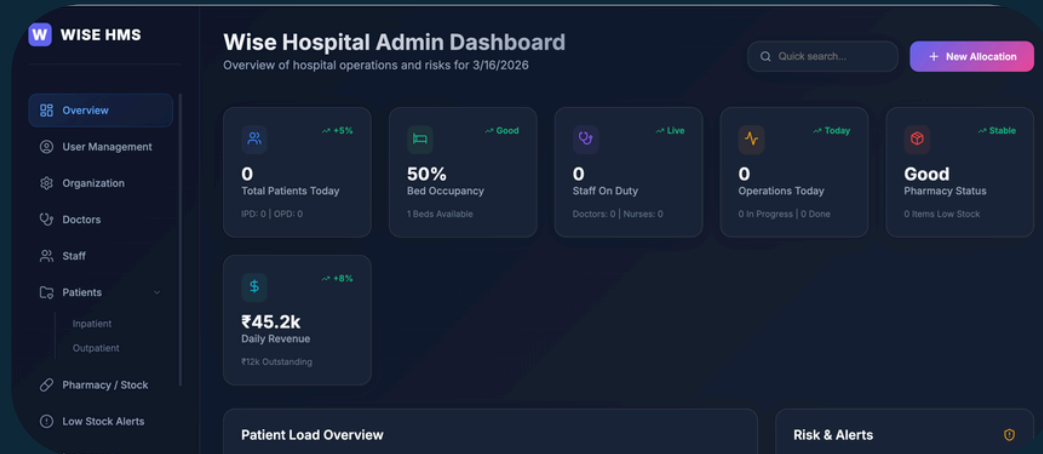 W WISE HMS
Wise Hospital Admin Dashboard
Overview of hospital operations and risks for 3/16/2026
Quick search...
+ New Allocation
Overview
User Management
Organization
Doctors
Staff
Patients
Inpatient
Outpatient
Pharmacy / Stock
Low Stock Alerts
+5%
0
Total Patients Today
IPD: 0 | OPD: 0
Good
50%
Bed Occupancy
1 Beds Available
Live
0
Staff On Duty
Doctors: 0 | Nurses: 0
Today
0
Operations Today
0 In Progress | 0 Done
Stable
Good
Pharmacy Status
0 Items Low Stock
+8%
₹45.2k
Daily Revenue
₹12k Outstanding
Patient Load Overview
Risk & Alerts